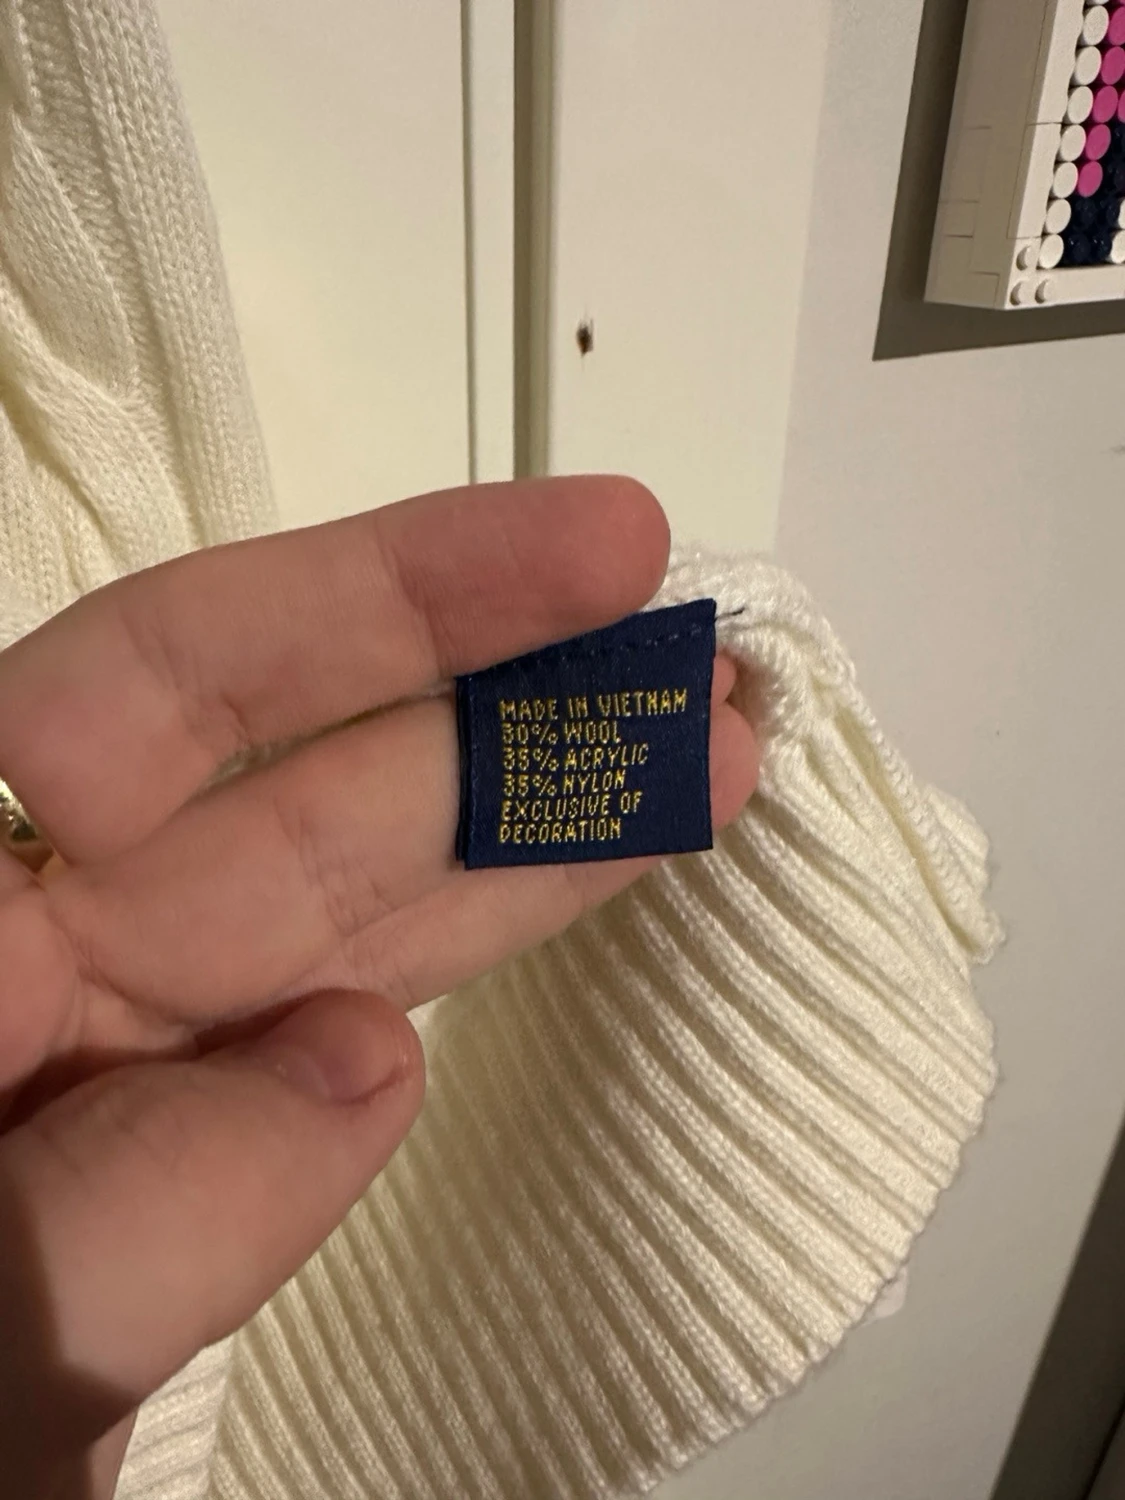 MADE IN VIETNAM
30% WOOL
35% ACRYLIC
35% NYLON
EXCLUSIVE OF
DECORATION